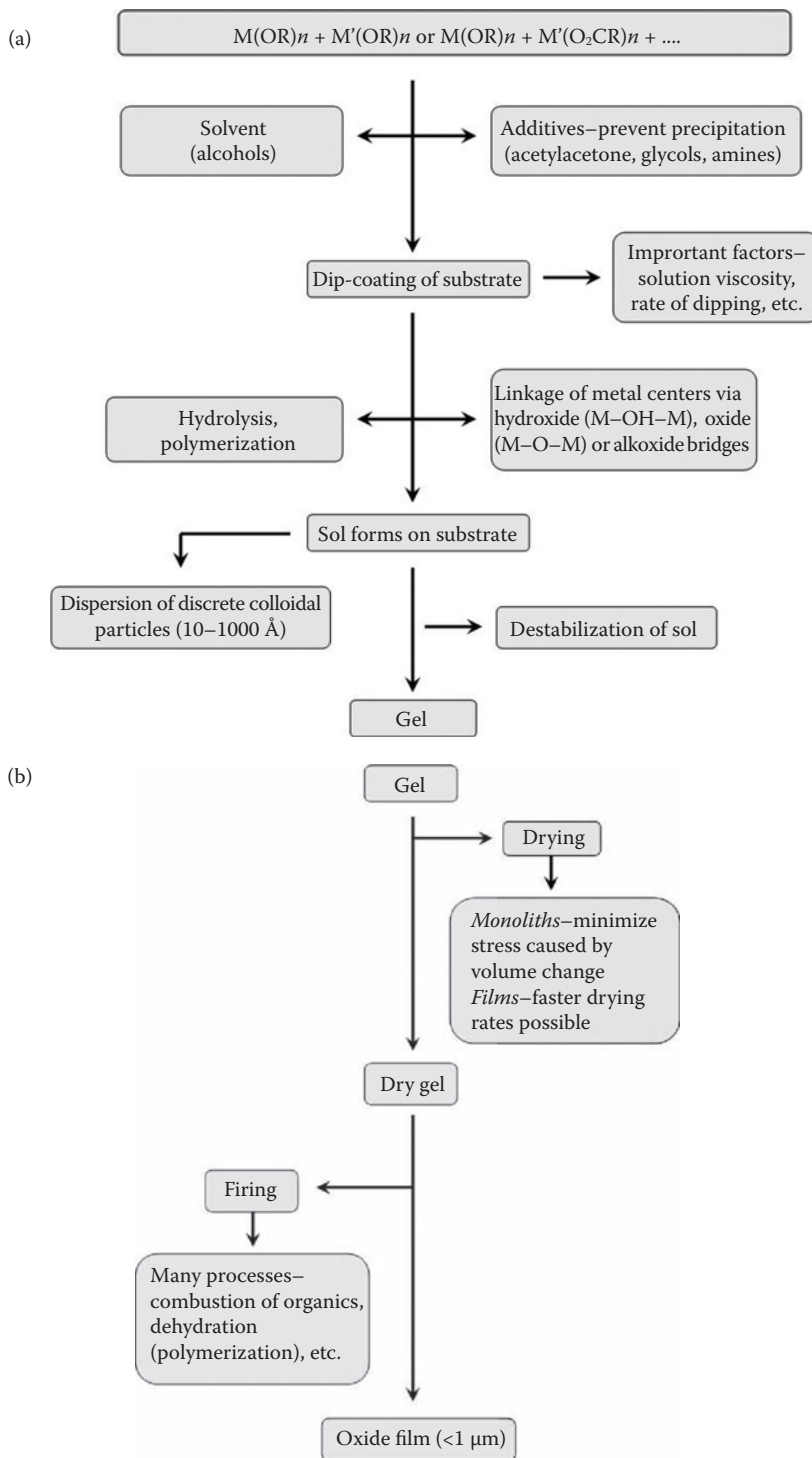 (a)
M(OR)n + M'(OR)n or M(OR)n + M'(O₂CR)n + ....
Solvent
(alcohols)
Additives–prevent precipitation
(acetylacetone, glycols, amines)
Dip-coating of substrate
Imprortant factors–
solution viscosity,
rate of dipping, etc.
Hydrolysis,
polymerization
Linkage of metal centers via
hydroxide (M–OH–M), oxide
(M–O–M) or alkoxide bridges
Sol forms on substrate
Dispersion of discrete colloidal
particles (10–1000 Å)
Destabilization of sol
Gel
(b)
Gel
Drying
Monoliths–minimize
stress caused by
volume change
Films–faster drying
rates possible
Dry gel
Firing
Many processes–
combustion of organics,
dehydration
(polymerization), etc.
Oxide film (<1 μm)